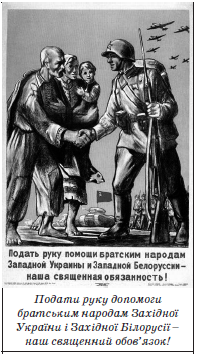 Подать руку помощи братским народам
Западной Украины и Западной Белоруссии–
наша священная обязанность!
Подати руку допомоги
братським народам Західної
України і Західної Білорусії –
наш священний обов’язок!